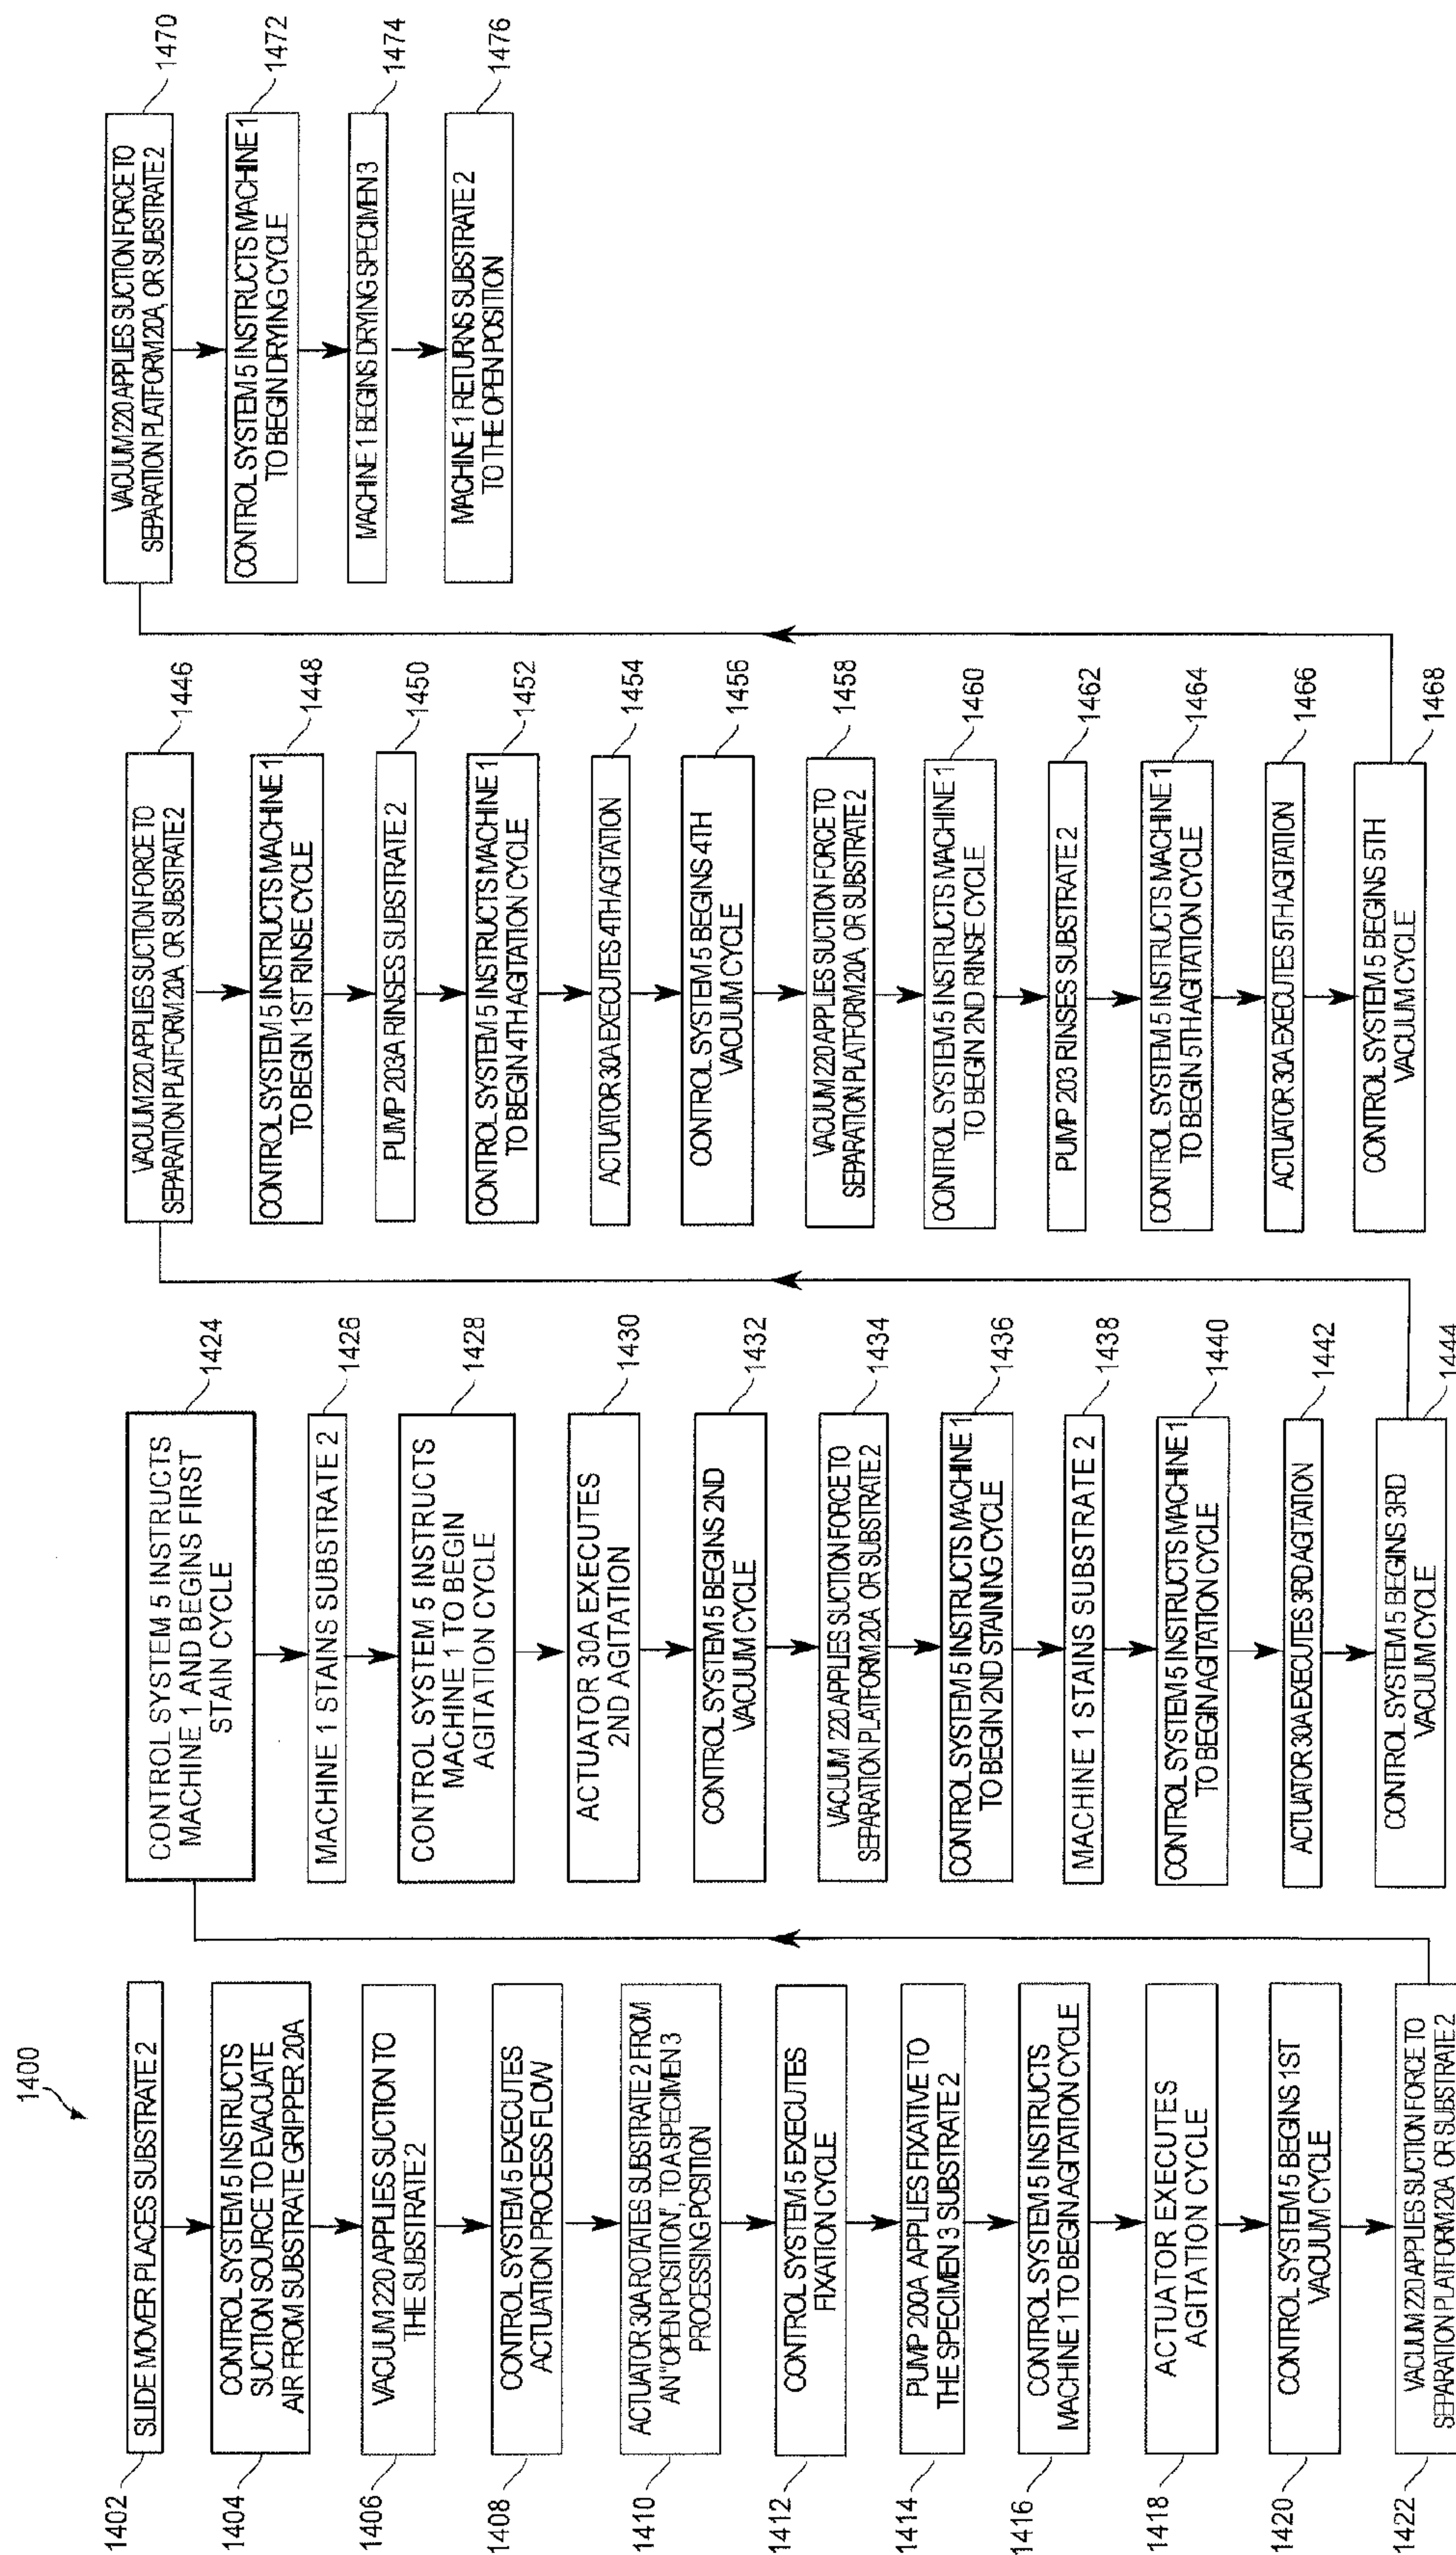 1400
1402
SLIDE MOVER PLACES SUBSTRATE 2
1404
CONTROL SYSTEM 5 INSTRUCTS
SUCTION SOURCE TO EVACUATE
AIR FROM SUBSTRATE GRIPPER 20A
1406
VACUUM 220 APPLIES SUCTION TO
THE SUBSTRATE 2
1408
CONTROL SYSTEM 5 EXECUTES
ACTUATION PROCESS FLOW
1410
ACTUATOR 30A ROTATES SUBSTRATE 2 FROM
AN "OPEN POSITION", TO A SPECIMEN 3
PROCESSING POSITION
1412
CONTROL SYSTEM 5 EXECUTES
FIXATION CYCLE
1414
PUMP 200A APPLIES FIXATIVE TO
THE SPECIMEN 3 SUBSTRATE 2
1416
CONTROL SYSTEM 5 INSTRUCTS
MACHINE 1 TO BEGIN AGITATION CYCLE
1418
ACTUATOR EXECUTES
AGITATION CYCLE
1420
CONTROL SYSTEM 5 BEGINS 1ST
VACUUM CYCLE
1422
VACUUM 220 APPLIES SUCTION FORCE TO
SEPARATION PLATFORM 20A, OR SUBSTRATE 2
CONTROL SYSTEM 5 INSTRUCTS
MACHINE 1 AND BEGINS FIRST
STAIN CYCLE
1424
MACHINE 1 STAINS SUBSTRATE 2
1426
CONTROL SYSTEM 5 INSTRUCTS
MACHINE 1 TO BEGIN
AGITATION CYCLE
1428
ACTUATOR 30A EXECUTES
2ND AGITATION
1430
CONTROL SYSTEM 5 BEGINS 2ND
VACUUM CYCLE
1432
VACUUM 220 APPLIES SUCTION FORCE TO
SEPARATION PLATFORM 20A, OR SUBSTRATE 2
1434
CONTROL SYSTEM 5 INSTRUCTS MACHINE 1
TO BEGIN 2ND STAINING CYCLE
1436
MACHINE 1 STAINS SUBSTRATE 2
1438
CONTROL SYSTEM 5 INSTRUCTS MACHINE 1
TO BEGIN AGITATION CYCLE
1440
ACTUATOR 30A EXECUTES 3RD AGITATION
1442
CONTROL SYSTEM 5 BEGINS 3RD
VACUUM CYCLE
1444
VACUUM 220 APPLIES SUCTION FORCE TO
SEPARATION PLATFORM 20A, OR SUBSTRATE 2
1446
CONTROL SYSTEM 5 INSTRUCTS MACHINE 1
TO BEGIN 1ST RINSE CYCLE
1448
PUMP 203A RINSES SUBSTRATE 2
1450
CONTROL SYSTEM 5 INSTRUCTS MACHINE 1
TO BEGIN 4TH AGITATION CYCLE
1452
ACTUATOR 30A EXECUTES 4TH AGITATION
1454
CONTROL SYSTEM 5 BEGINS 4TH
VACUUM CYCLE
1456
VACUUM 220 APPLIES SUCTION FORCE TO
SEPARATION PLATFORM 20A, OR SUBSTRATE 2
1458
CONTROL SYSTEM 5 INSTRUCTS MACHINE 1
TO BEGIN 2ND RINSE CYCLE
1460
PUMP 203 RINSES SUBSTRATE 2
1462
CONTROL SYSTEM 5 INSTRUCTS MACHINE 1
TO BEGIN 5TH AGITATION CYCLE
1464
ACTUATOR 30A EXECUTES 5TH AGITATION
1466
CONTROL SYSTEM 5 BEGINS 5TH
VACUUM CYCLE
1468
VACUUM 220 APPLIES SUCTION FORCE TO
SEPARATION PLATFORM 20A, OR SUBSTRATE 2
1470
CONTROL SYSTEM 5 INSTRUCTS MACHINE 1
TO BEGIN DRYING CYCLE
1472
MACHINE 1 BEGINS DRYING SPECIMEN 3
1474
MACHINE 1 RETURNS SUBSTRATE 2
TO THE OPEN POSITION
1476